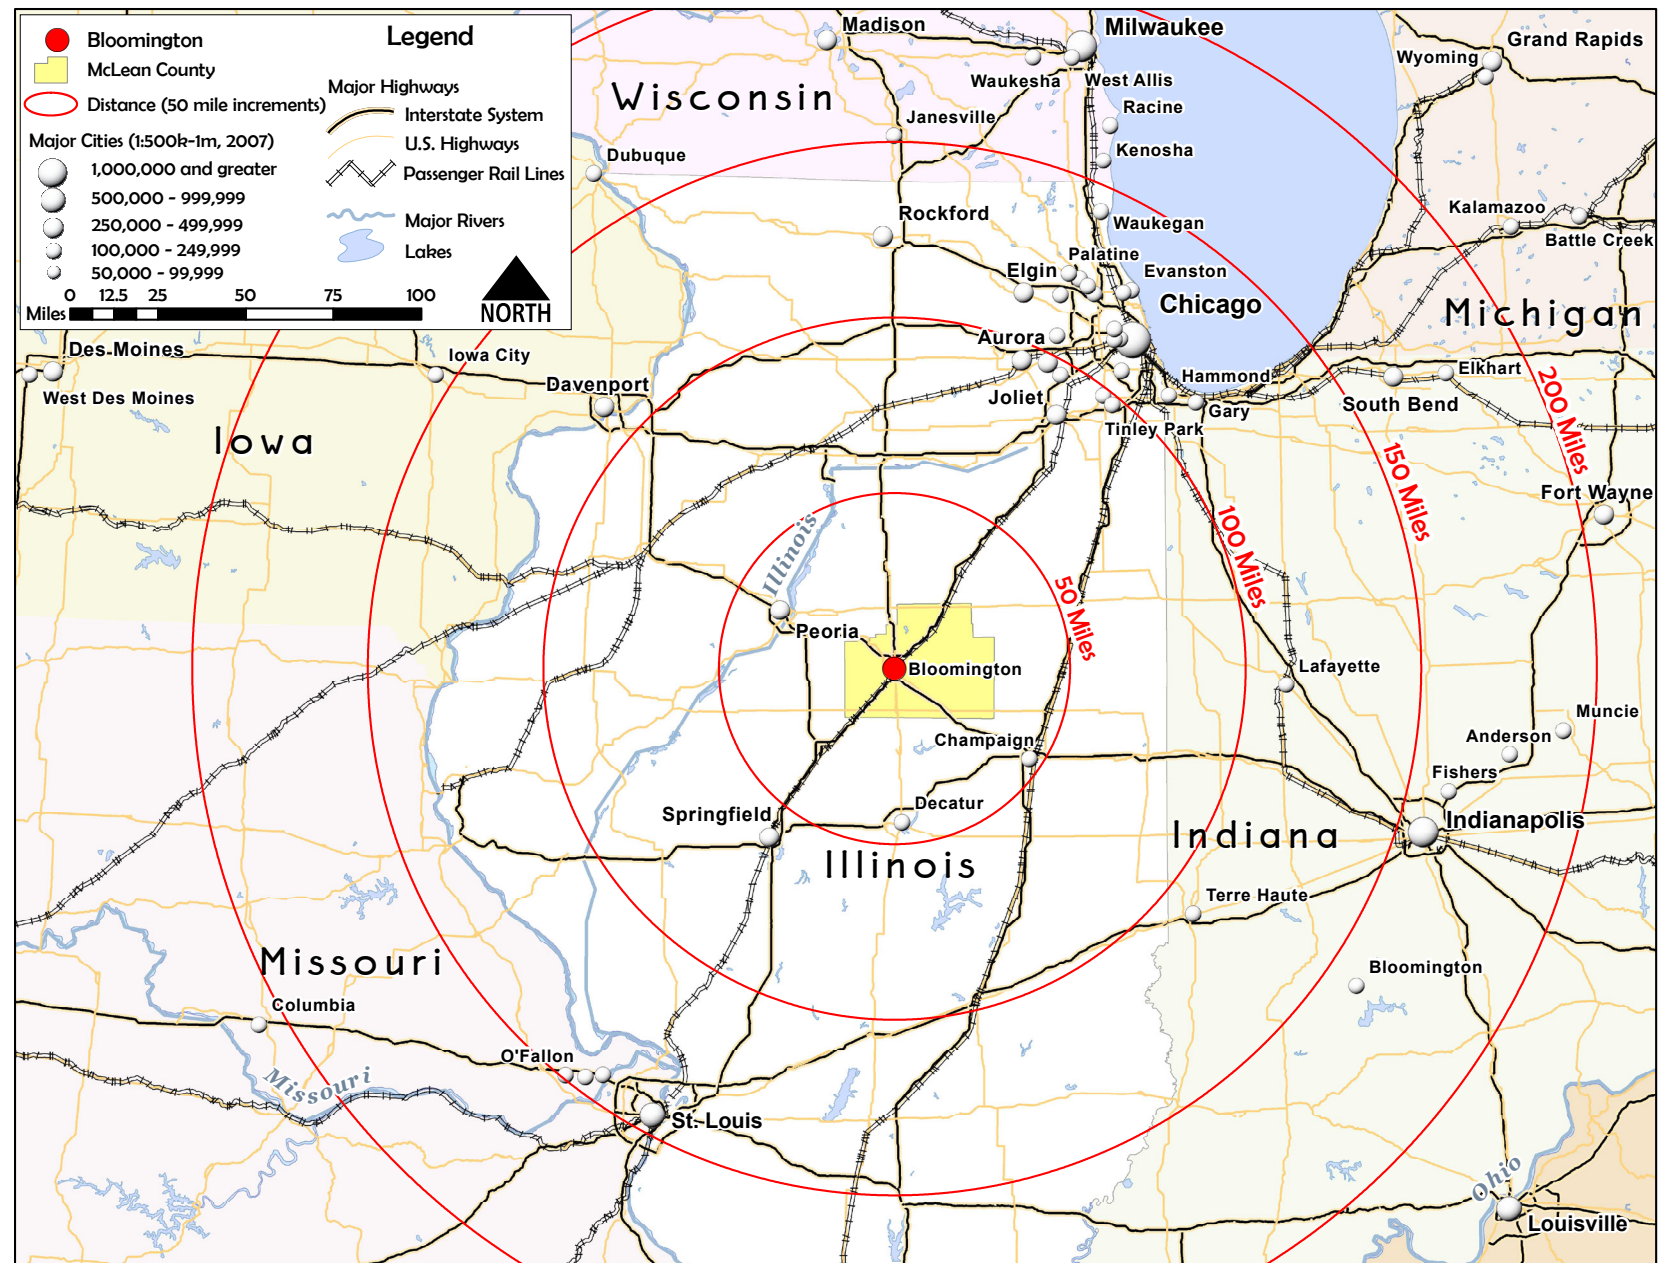 Legend
Bloomington
McLean County
Distance (50 mile increments)
Major Cities (1:500k-1m, 2007)
1,000,000 and greater
500,000 - 999,999
250,000 - 499,999
100,000 - 249,999
50,000 - 99,999
Major Highways
Interstate System
U.S. Highways
Passenger Rail Lines
Major Rivers
Lakes
0 12.5 25 50 75 100
Miles
NORTH
Madison
Milwaukee
Grand Rapids
Wyoming
Waukesha
West Allis
Wisconsin
Racine
Janesville
Kenosha
Dubuque
Rockford
Waukegan
Kalamazoo
Battle Creek
Palatine
Elgin
Evanston
Chicago
Michigan
Aurora
Des Moines
Iowa City
Davenport
West Des Moines
Hammond
Elkhart
Joliet
Gary
South Bend
Tinley Park
Iowa
200 Miles
150 Miles
100 Miles
50 Miles
Fort Wayne
Illinois
Peoria
Bloomington
Lafayette
Muncie
Anderson
Champaign
Fishers
Decatur
Springfield
Indianapolis
Indiana
Illinois
Terre Haute
Missouri
Bloomington
Columbia
O'Fallon
Missouri
St. Louis
Ohio
Louisville